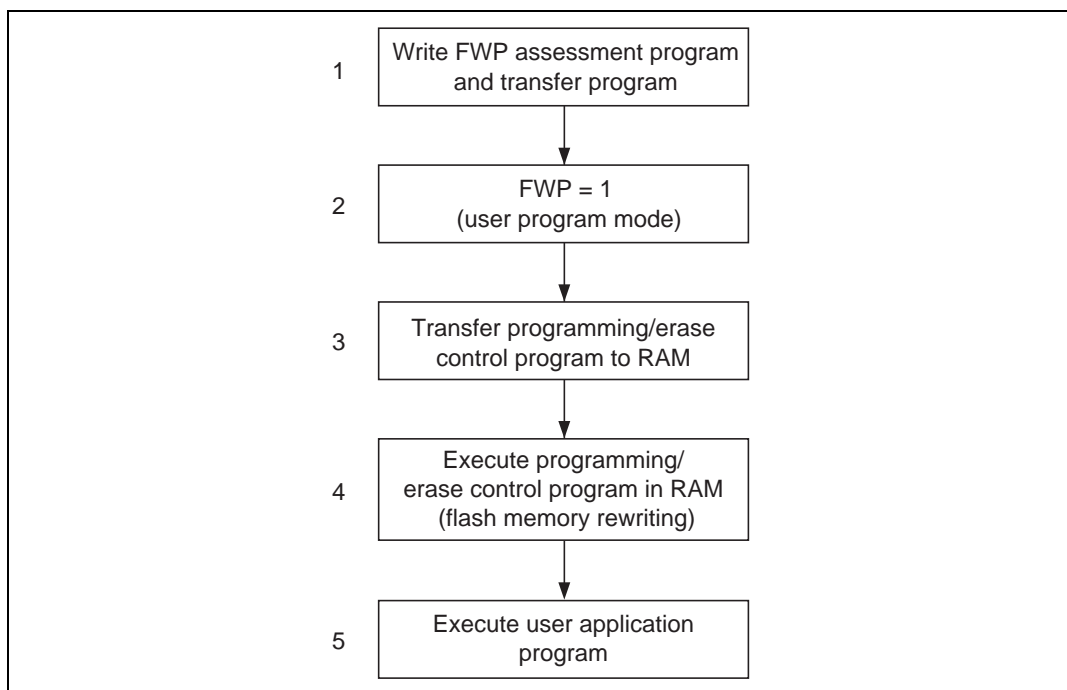 1
Write FWP assessment program
and transfer program
2
FWP = 1
(user program mode)
3
Transfer programming/erase
control program to RAM
4
Execute programming/
erase control program in RAM
(flash memory rewriting)
5
Execute user application
program